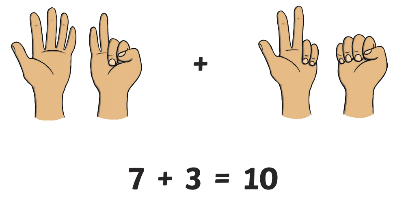 +
7 + 3 = 10